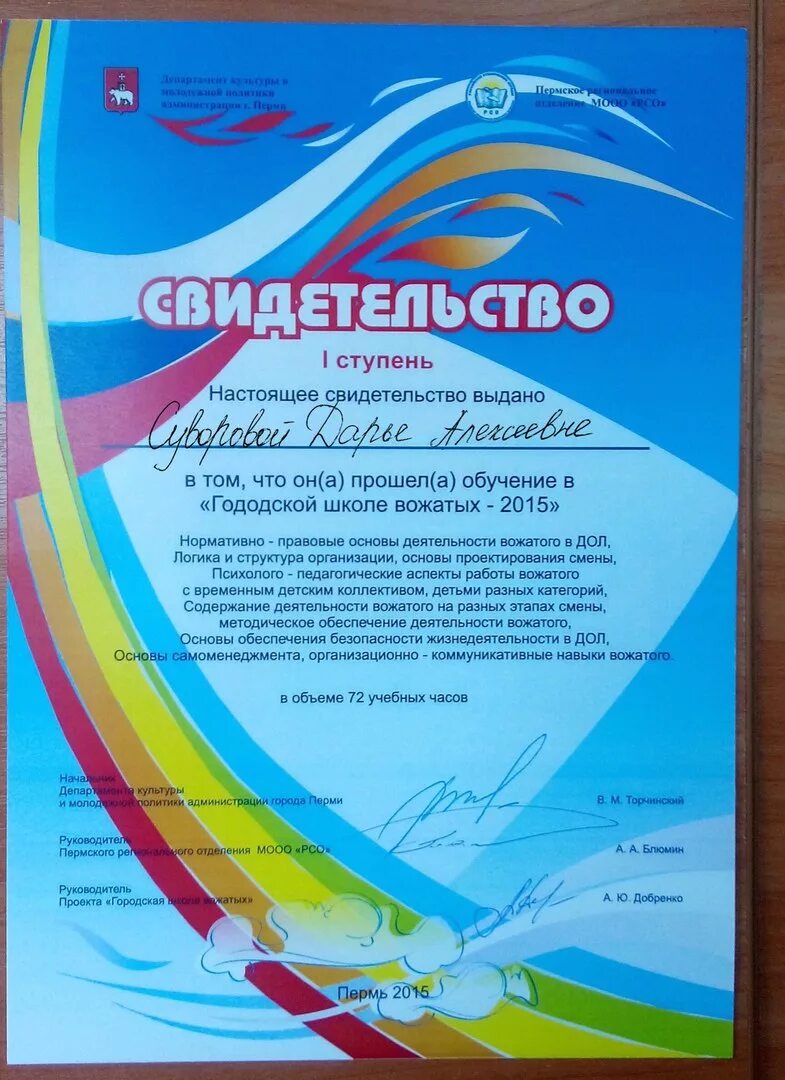 Департамент культуры и
молодежной политики
администрации г. Перми
Пермское региональное
отделение МООО «РСО»
РСО
СВИДЕТЕЛЬСТВО
I ступень
Настоящее свидетельство выдано
Суворовой Дарье Алексеевне
в том, что он(а) прошел(а) обучение в
«Гододской школе вожатых - 2015»
Нормативно - правовые основы деятельности вожатого в ДОЛ,
Логика и структура организации, основы проектирования смены,
Психолого - педагогические аспекты работы вожатого
с временным детским коллективом, детьми разных категорий,
Содержание деятельности вожатого на разных этапах смены,
методическое обеспечение деятельности вожатого,
Основы обеспечения безопасности жизнедеятельности в ДОЛ,
Основы самоменеджмента, организационно - коммуникативные навыки вожатого.
в объеме 72 учебных часов
Начальник
Департамента культуры
и молодежной политики администрации города Перми
В. М. Торчинский
Руководитель
Пермского регионального отделения МООО «РСО»
А. А. Блюмин
Руководитель
Проекта «Городская школа вожатых»
А. Ю. Добренко
Пермь 2015